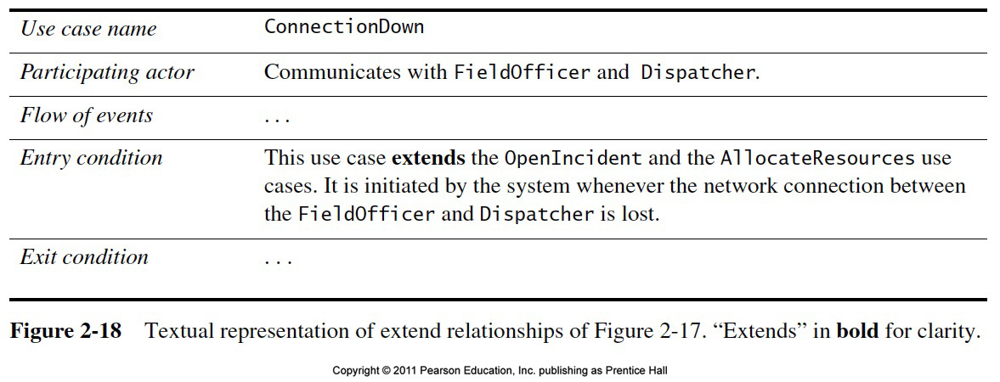 Use case name ConnectionDown
Participating actor Communicates with FieldOfficer and Dispatcher.
Flow of events . . .
Entry condition This use case extends the OpenIncident and the AllocateResources use
cases. It is initiated by the system whenever the network connection between
the FieldOfficer and Dispatcher is lost.
Exit condition . . .
Figure 2-18 Textual representation of extend relationships of Figure 2-17. “Extends” in bold for clarity.
Copyright © 2011 Pearson Education, Inc. publishing as Prentice Hall